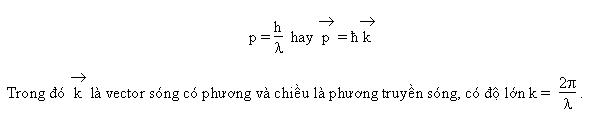 p = h/λ hay p⃗ = ħ k⃗
Trong đó k⃗ là vector sóng có phương và chiều là phương truyền sóng, có độ lớn k = 2π/λ.